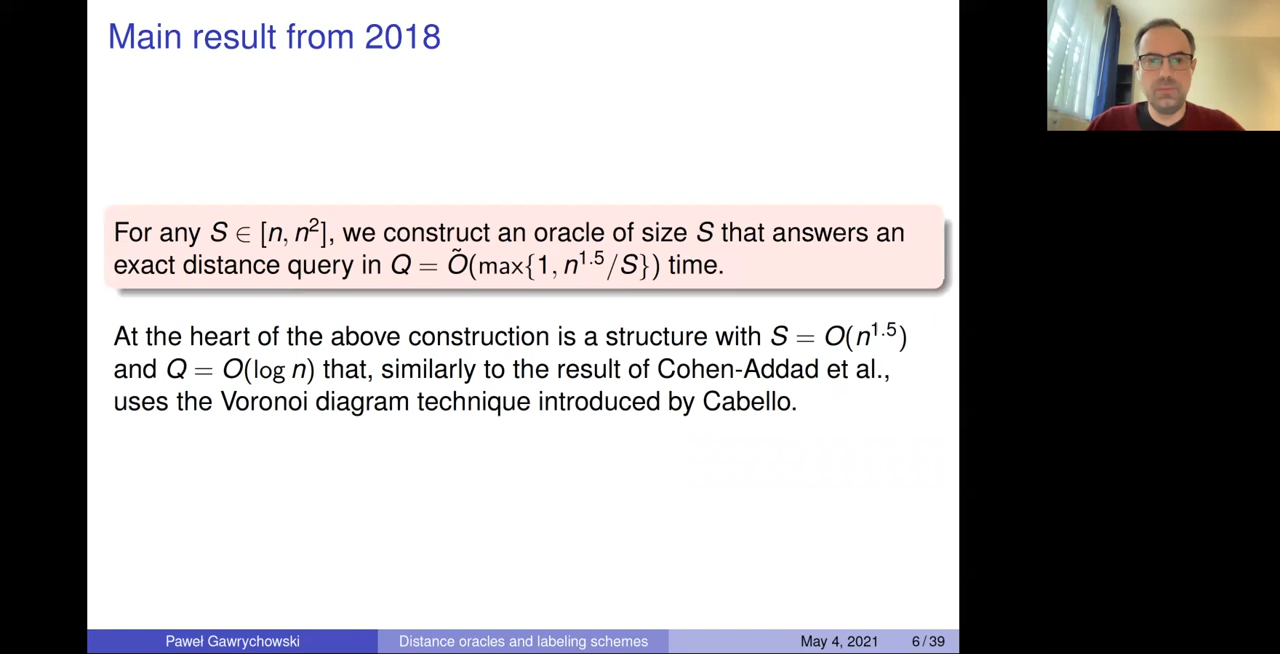 Main result from 2018
For any S ∈ [n, n²], we construct an oracle of size S that answers an
exact distance query in Q = Õ(max{1, n^1.5/S}) time.
At the heart of the above construction is a structure with S = O(n^1.5)
and Q = O(log n) that, similarly to the result of Cohen-Addad et al.,
uses the Voronoi diagram technique introduced by Cabello.
Paweł Gawrychowski Distance oracles and labeling schemes May 4, 2021 6 / 39